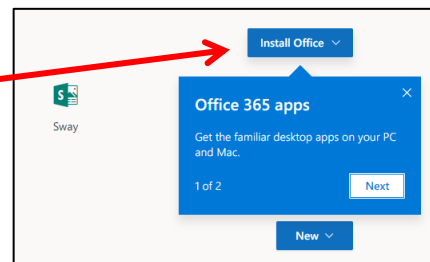 Install Office
S
Sway
Office 365 apps
Get the familiar desktop apps on your PC
and Mac.
1 of 2
Next
New